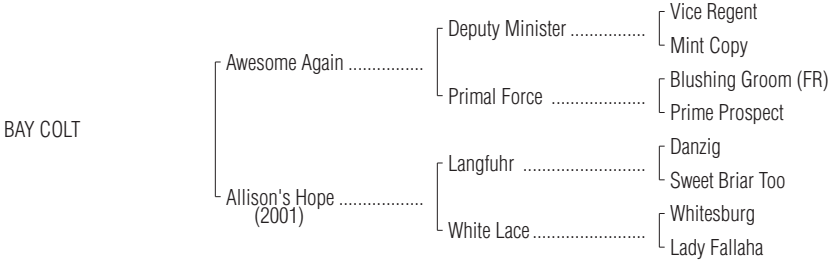 Vice Regent
Deputy Minister ................
Mint Copy
Awesome Again ................
Blushing Groom (FR)
Primal Force ....................
Prime Prospect
BAY COLT
Danzig
Langfuhr ..........................
Sweet Briar Too
Allison's Hope ..................
(2001)
Whitesburg
White Lace........................
Lady Fallaha